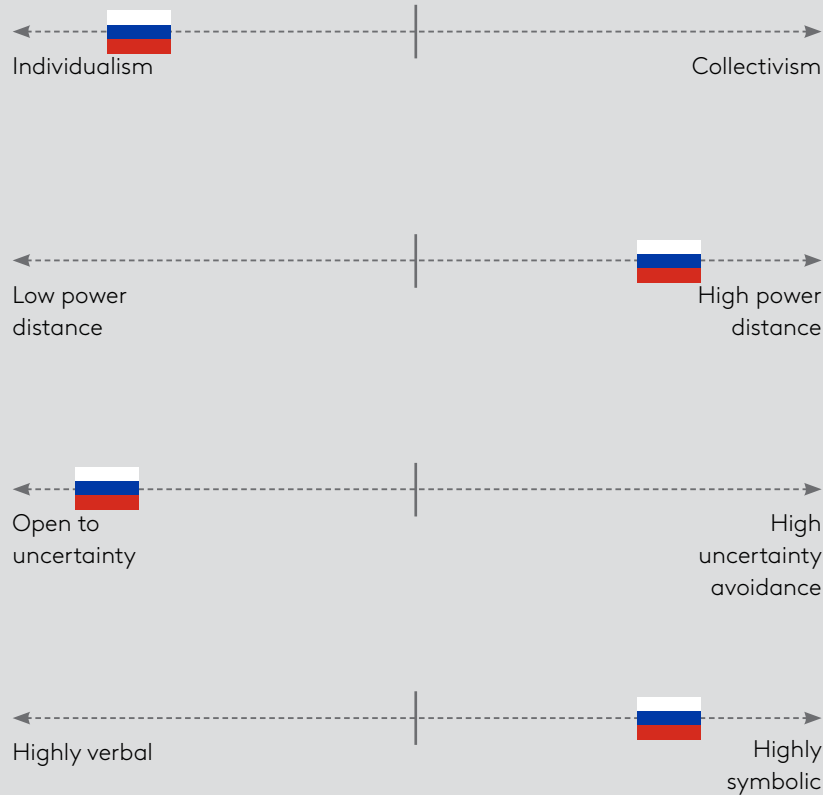 Individualism
Collectivism
Low power
distance
High power
distance
Open to
uncertainty
High
uncertainty
avoidance
Highly verbal
Highly
symbolic